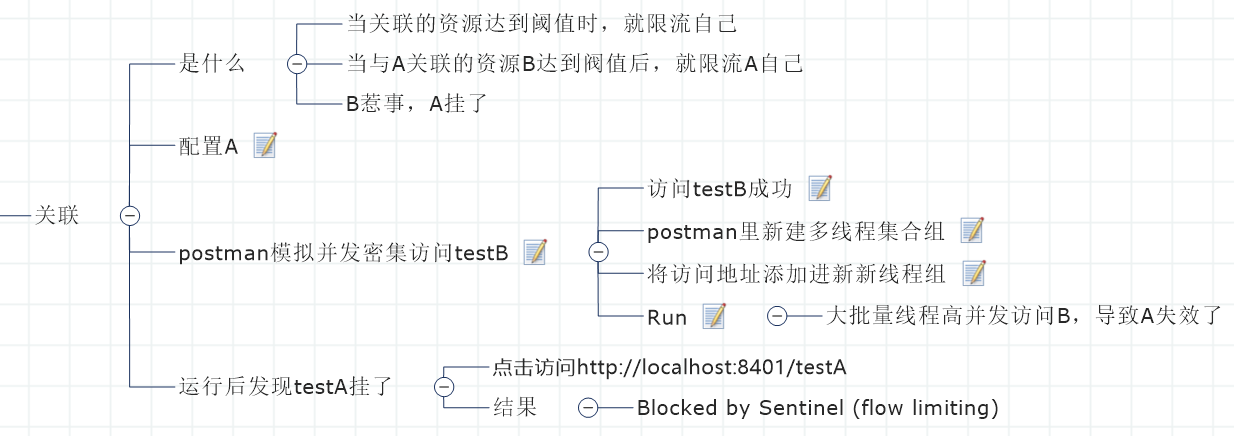 关联
是什么
当关联的资源达到阈值时，就限流自己
当与A关联的资源B达到阀值后，就限流A自己
B惹事，A挂了
配置A
postman模拟并发密集访问testB
访问testB成功
postman里新建多线程集合组
将访问地址添加进新新线程组
Run
大批量线程高并发访问B，导致A失效了
运行后发现testA挂了
点击访问http://localhost:8401/testA
结果
Blocked by Sentinel (flow limiting)